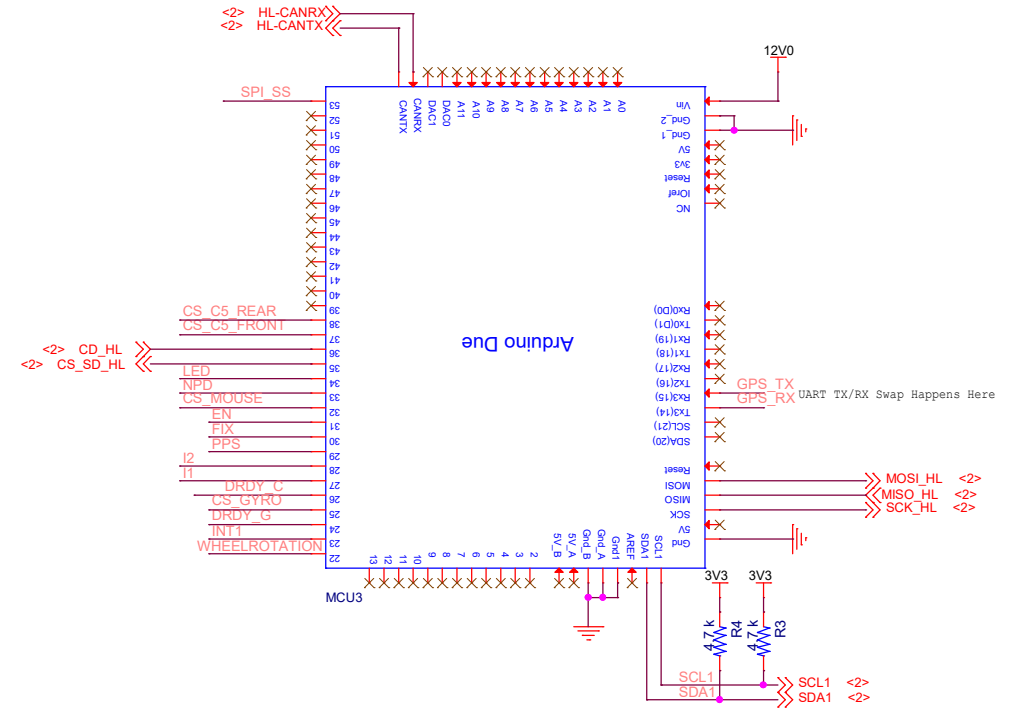 <2> HL-CANRX
<2> HL-CANTX
12V0
SPI_SS
CANTX
CANRX
DAC1
DAC0
A11
A10
A9
A8
A7
A6
A5
A4
A3
A2
A1
A0
53
52
51
50
49
48
47
46
45
44
43
42
41
40
39
38
37
36
35
34
33
32
31
30
29
28
27
26
25
24
23
22
Vin
Gnd_2
Gnd_1
5V
3v3
Reset
IOref
NC
Rx0(D0)
Tx0(D1)
Rx1(19)
Tx1(18)
Rx2(17)
Tx2(16)
Rx3(15)
Tx3(14)
SCL(21)
SDA(20)
Reset
MOSI
MISO
SCK
5V
Gnd
Arduino Due
CS_C5_REAR
CS_C5_FRONT
<2> CD_HL
<2> CS_SD_HL
LED
NPD
CS_MOUSE
EN
FIX
PPS
I2
I1
DRDY_C
CS_GYRO
DRDY_G
INT1
WHEELROTATION
GPS_TX
GPS_RX
UART TX/RX Swap Happens Here
MOSI_HL <2>
MISO_HL <2>
SCK_HL <2>
13
12
11
10
9
8
7
6
5
4
3
2
5V_B
5V_A
Gnd_B
Gnd_A
Gnd1
AREF
SDA1
SCL1
MCU3
3V3
3V3
4.7 k
R4
4.7 k
R3
SCL1
SDA1
SCL1 <2>
SDA1 <2>